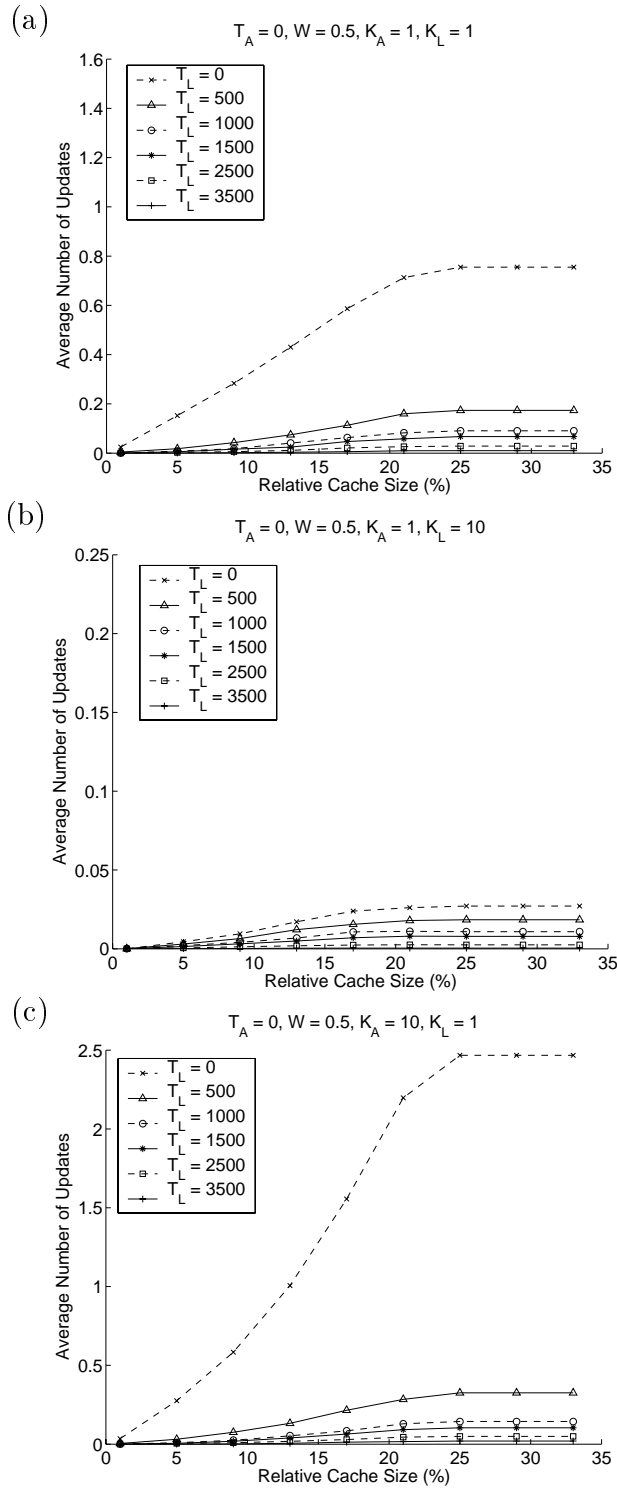 (a)
T_A = 0, W = 0.5, K_A = 1, K_L = 1
1.6
1.4
1.2
1
0.8
0.6
0.4
0.2
0
Average Number of Updates
T_L = 0
T_L = 500
T_L = 1000
T_L = 1500
T_L = 2500
T_L = 3500
0 5 10 15 20 25 30 35
Relative Cache Size (%)
(b)
T_A = 0, W = 0.5, K_A = 1, K_L = 10
0.25
0.2
0.15
0.1
0.05
0
Average Number of Updates
T_L = 0
T_L = 500
T_L = 1000
T_L = 1500
T_L = 2500
T_L = 3500
0 5 10 15 20 25 30 35
Relative Cache Size (%)
(c)
T_A = 0, W = 0.5, K_A = 10, K_L = 1
2.5
2
1.5
1
0.5
0
Average Number of Updates
T_L = 0
T_L = 500
T_L = 1000
T_L = 1500
T_L = 2500
T_L = 3500
0 5 10 15 20 25 30 35
Relative Cache Size (%)